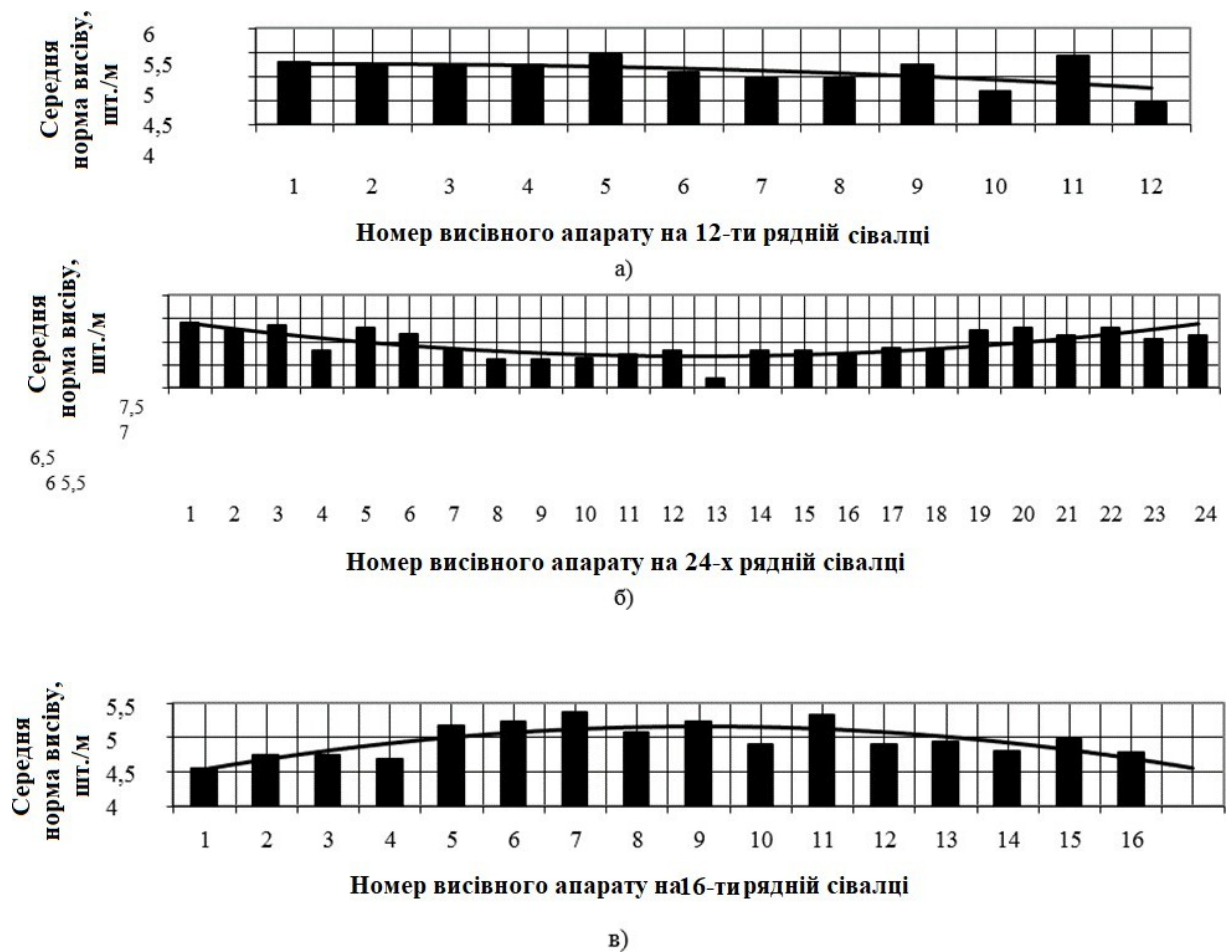 Середня
норма висіву,
шт./м
6
5,5
5
4,5
4
1 2 3 4 5 6 7 8 9 10 11 12
Номер висівного апарату на 12-ти рядній сівалці
а)
Середня
норма висіву,
шт./м
7,5
7
6,5
6 5,5
1 2 3 4 5 6 7 8 9 10 11 12 13 14 15 16 17 18 19 20 21 22 23 24
Номер висівного апарату на 24-х рядній сівалці
б)
Середня
норма висіву,
шт./м
5,5
5
4,5
4
1 2 3 4 5 6 7 8 9 10 11 12 13 14 15 16
Номер висівного апарату на16-ти рядній сівалці
в)